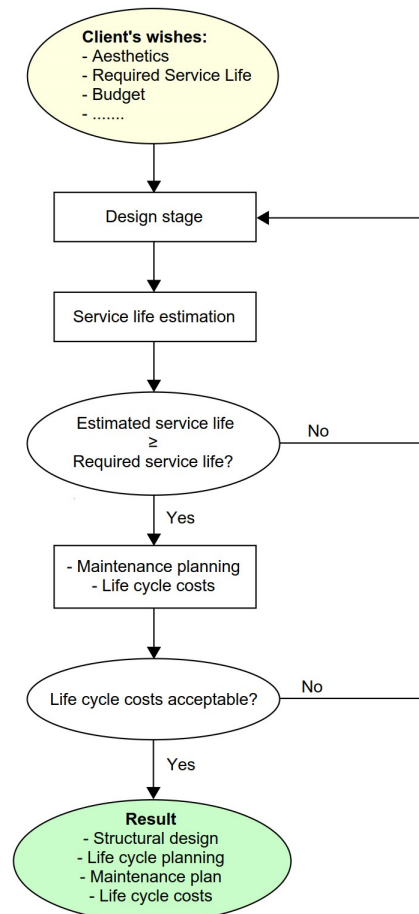 Client's wishes:
- Aesthetics
- Required Service Life
- Budget
- .......
Design stage
Service life estimation
Estimated service life
≥
Required service life?
No
Yes
- Maintenance planning
- Life cycle costs
Life cycle costs acceptable?
No
Yes
Result
- Structural design
- Life cycle planning
- Maintenance plan
- Life cycle costs